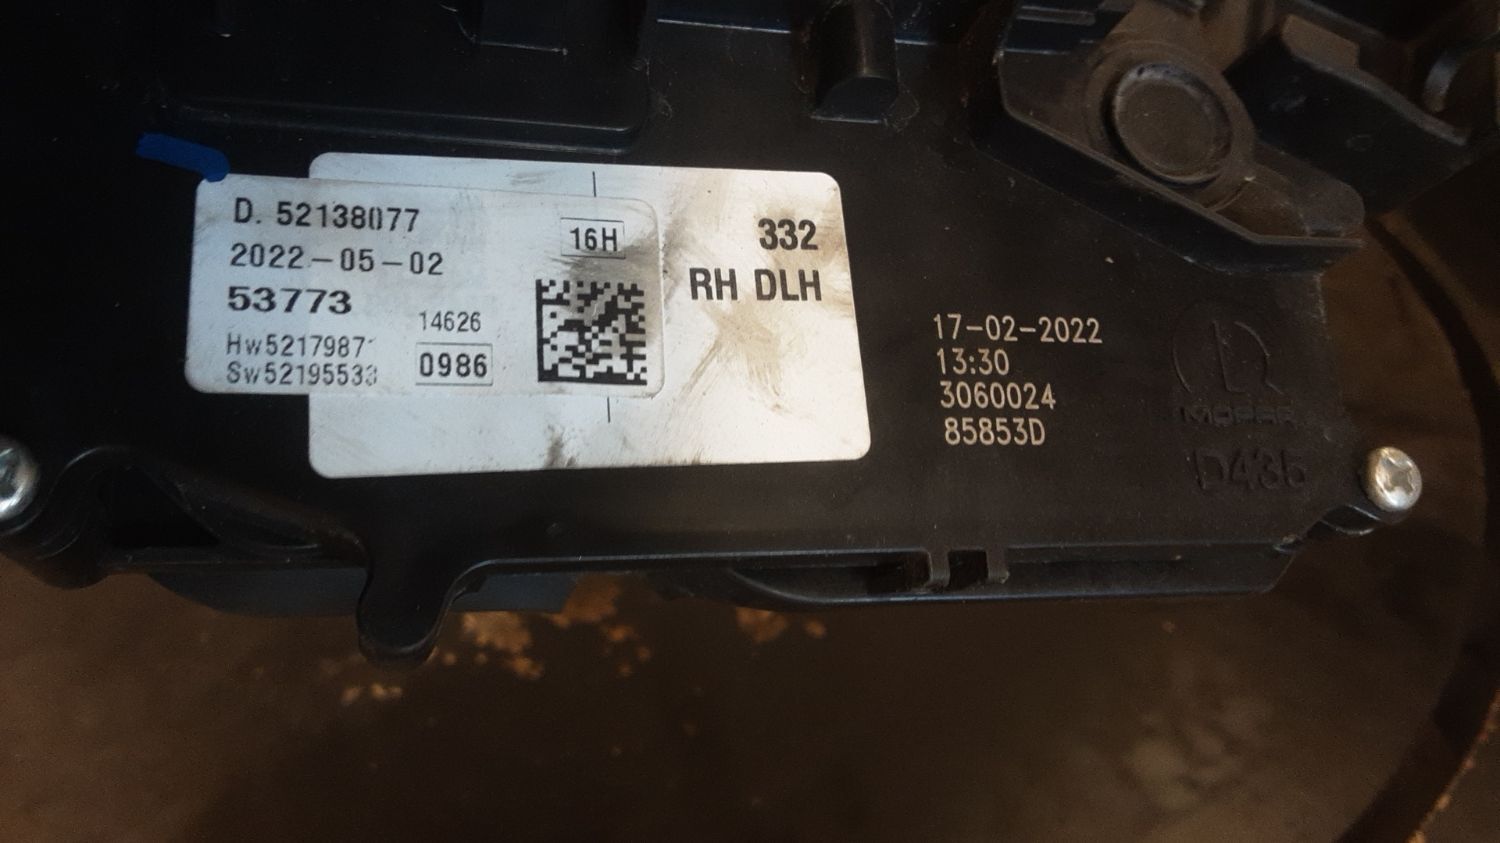 D. 52138077
2022-05-02
53773
14626
Hw5217987
Sw5219553
0986
16H
332
RH DLH
17-02-2022
13:30
3060024
85853D
MOPAR
D435